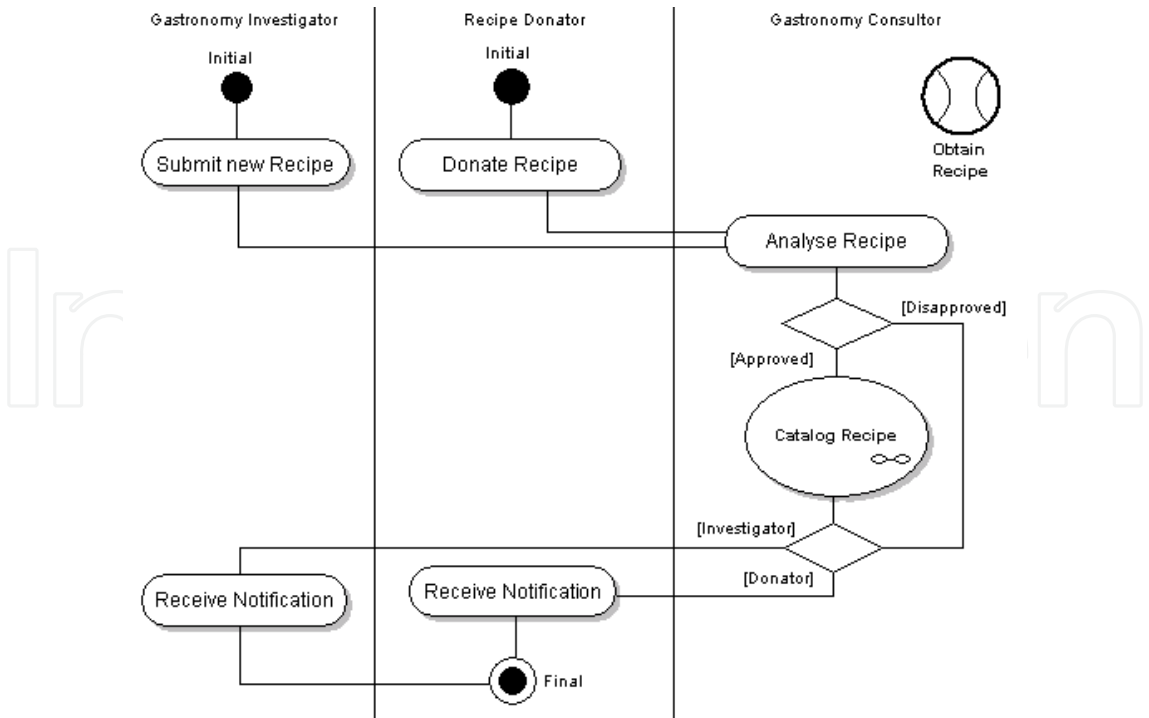 Gastronomy Investigator
Recipe Donator
Gastronomy Consultor
Initial
Initial
Obtain
Recipe
Submit new Recipe
Donate Recipe
Analyse Recipe
[Disapproved]
[Approved]
Catalog Recipe
[Investigator]
[Donator]
Receive Notification
Receive Notification
Final